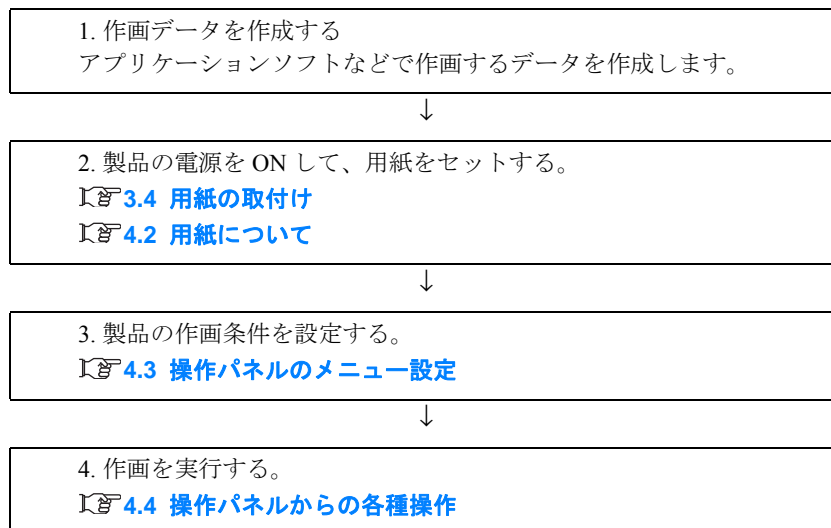 1. 作画データを作成する
アプリケーションソフトなどで作画するデータを作成します。
↓
2. 製品の電源を ON して、用紙をセットする。
3.4 用紙の取付け
4.2 用紙について
↓
3. 製品の作画条件を設定する。
4.3 操作パネルのメニュー設定
↓
4. 作画を実行する。
4.4 操作パネルからの各種操作